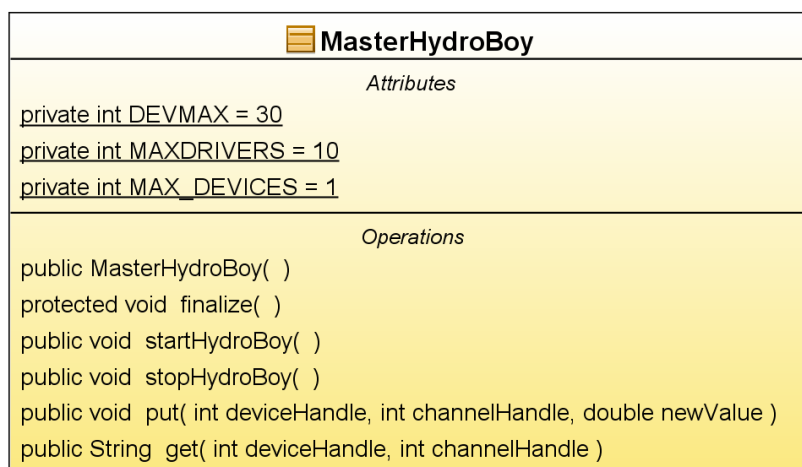 MasterHydroBoy
Attributes
private int DEVMAX = 30
private int MAXDRIVERS = 10
private int MAX_DEVICES = 1
Operations
public MasterHydroBoy( )
protected void finalize( )
public void startHydroBoy( )
public void stopHydroBoy( )
public void put( int deviceHandle, int channelHandle, double newValue )
public String get( int deviceHandle, int channelHandle )